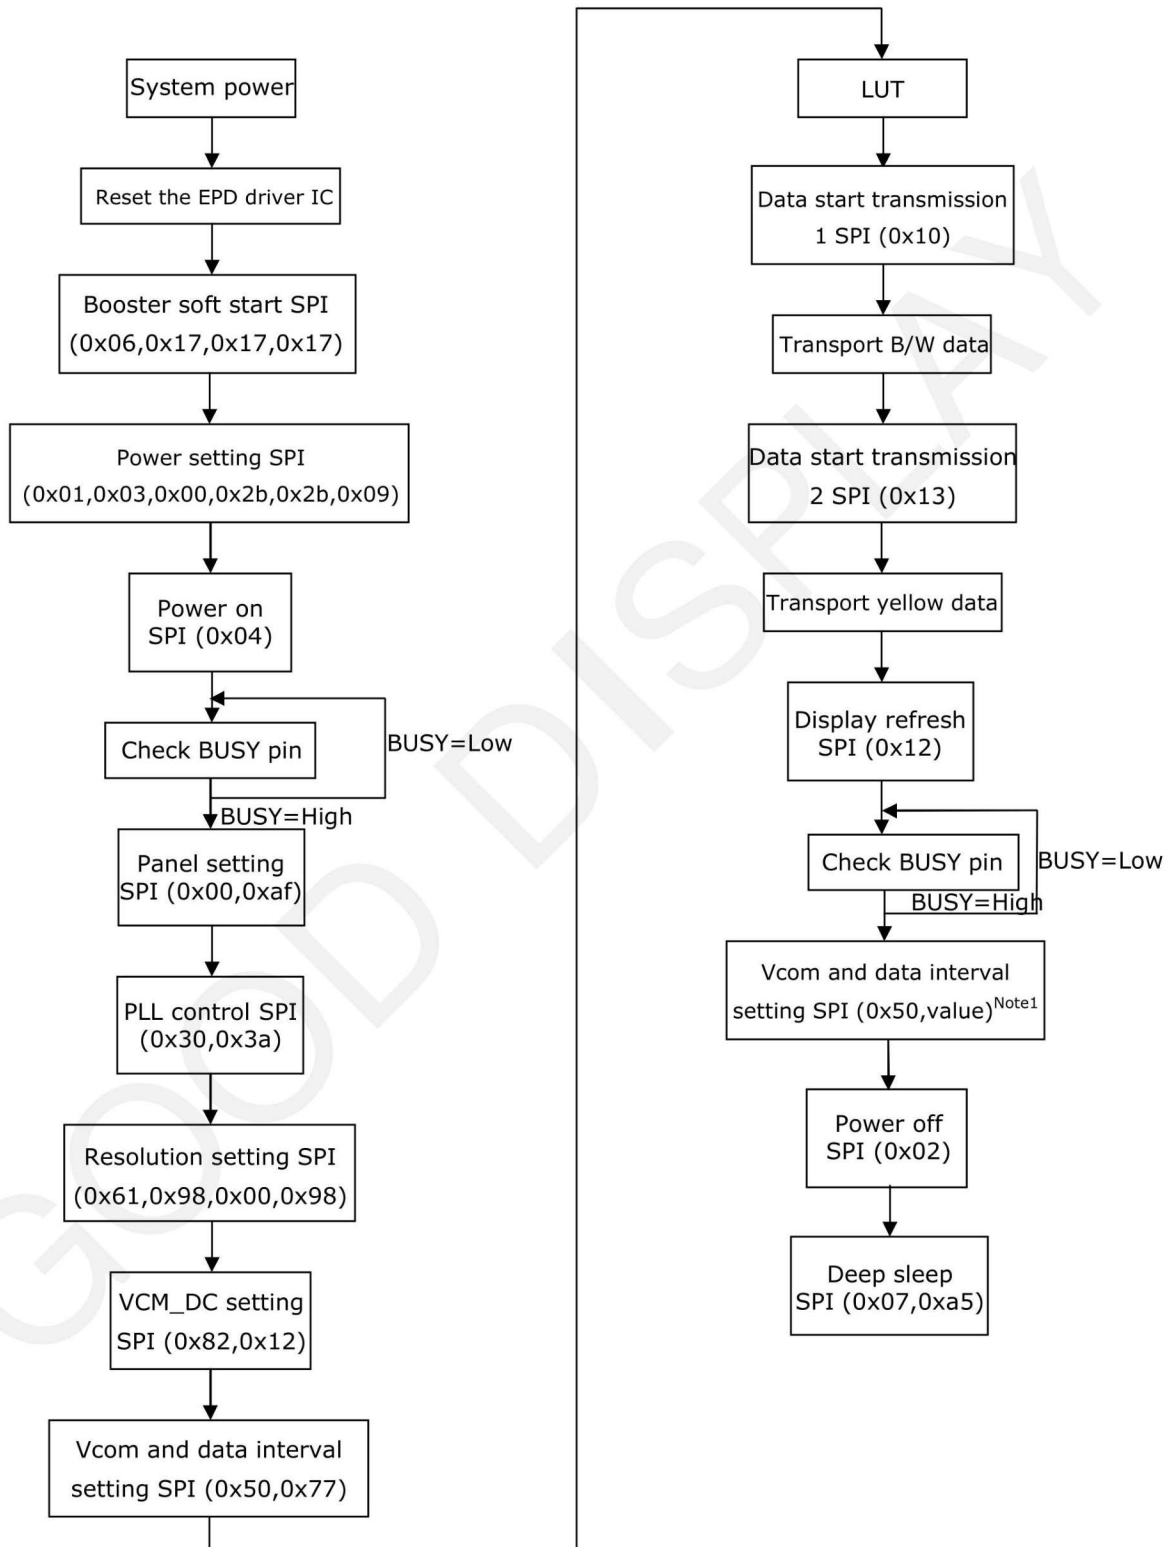 System power
Reset the EPD driver IC
Booster soft start SPI
(0x06,0x17,0x17,0x17)
Power setting SPI
(0x01,0x03,0x00,0x2b,0x2b,0x09)
Power on
SPI (0x04)
Check BUSY pin
BUSY=Low
BUSY=High
Panel setting
SPI (0x00,0xaf)
PLL control SPI
(0x30,0x3a)
Resolution setting SPI
(0x61,0x98,0x00,0x98)
VCM_DC setting
SPI (0x82,0x12)
Vcom and data interval
setting SPI (0x50,0x77)
LUT
Data start transmission
1 SPI (0x10)
Transport B/W data
Data start transmission
2 SPI (0x13)
Transport yellow data
Display refresh
SPI (0x12)
Check BUSY pin
BUSY=Low
BUSY=High
Vcom and data interval
setting SPI (0x50,value)Note1
Power off
SPI (0x02)
Deep sleep
SPI (0x07,0xa5)
GOOD DISPLAY